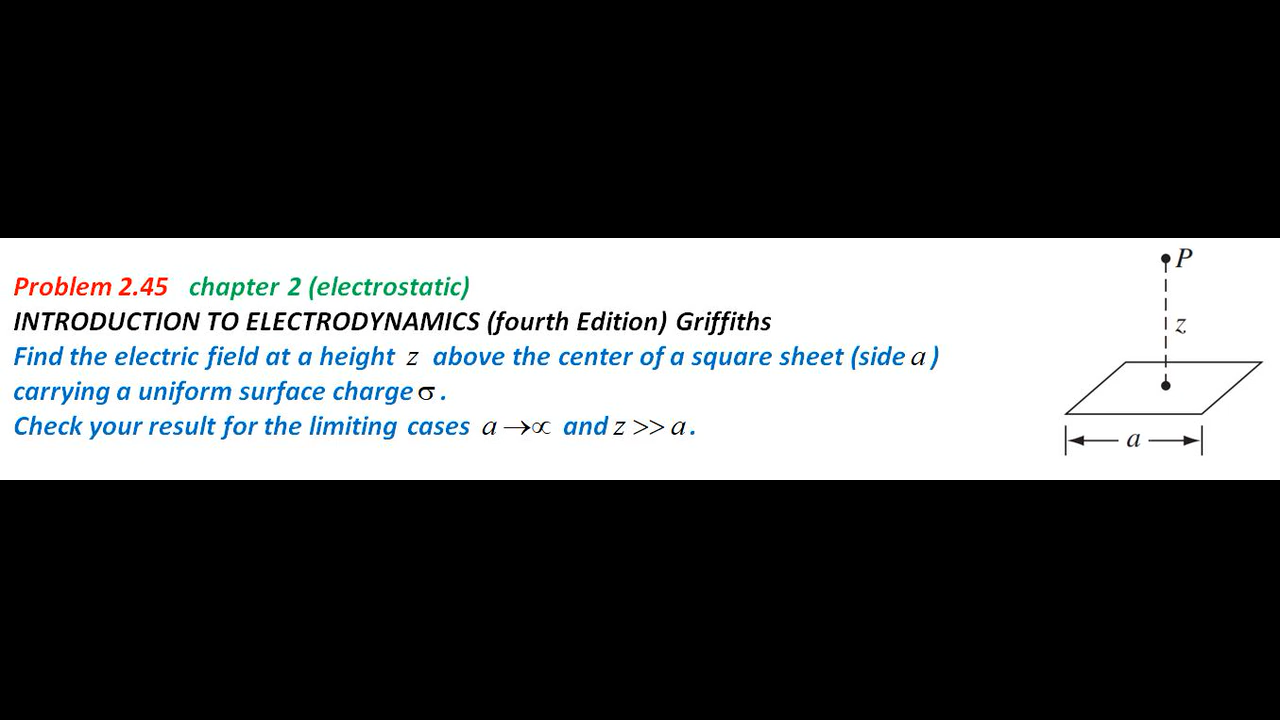 Problem 2.45 chapter 2 (electrostatic)
INTRODUCTION TO ELECTRODYNAMICS (fourth Edition) Griffiths
Find the electric field at a height z above the center of a square sheet (side a)
carrying a uniform surface charge σ.
Check your result for the limiting cases a →∝ and z >> a.
P
z
a